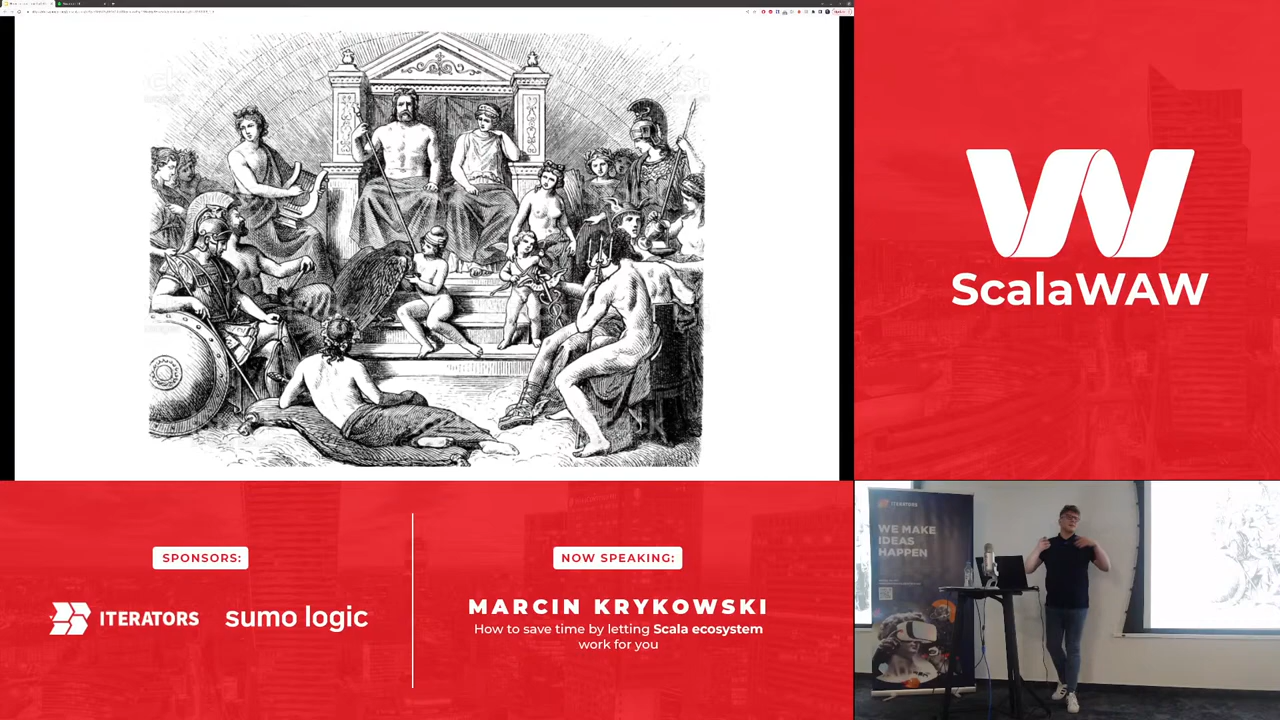 ScalaWAW
SPONSORS:
ITERATORS
sumo logic
NOW SPEAKING:
MARCIN KRYKOWSKI
How to save time by letting Scala ecosystem
work for you
ITERATORS
WE MAKE
IDEAS
HAPPEN